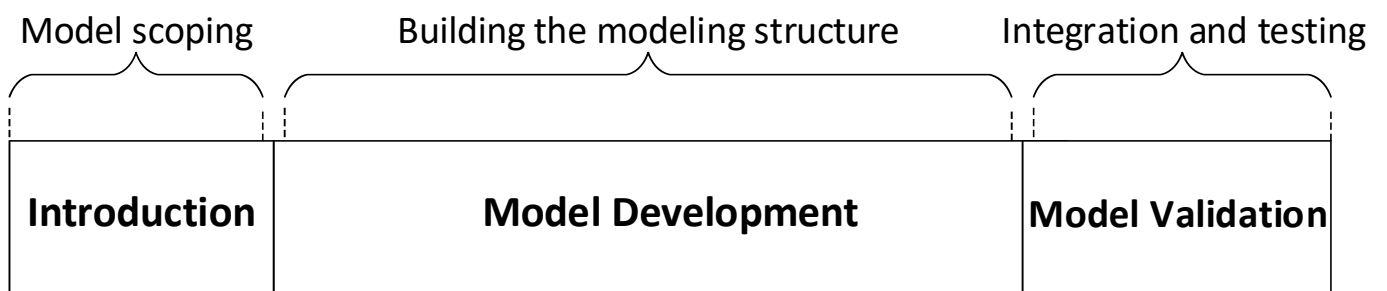 Model scoping Building the modeling structure Integration and testing
Introduction Model Development Model Validation